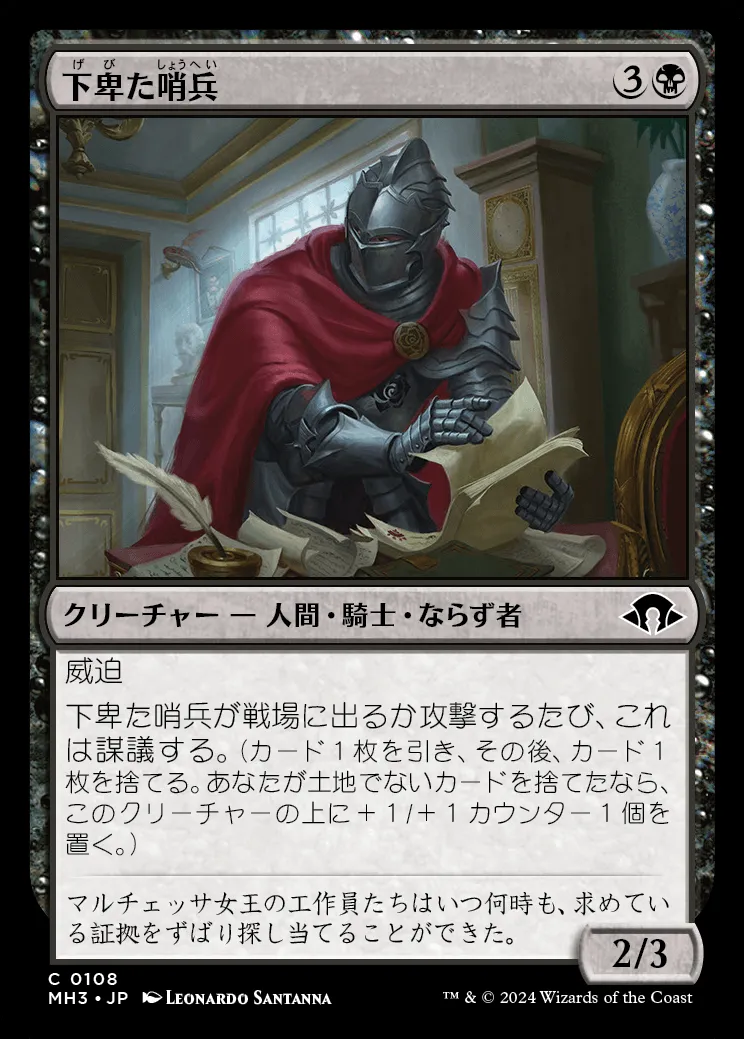 げび しょうへい
下卑た哨兵 3
クリーチャー — 人間・騎士・ならず者
威迫
下卑た哨兵が戦場に出るか攻撃するたび、これ
は謀議する。(カード1枚を引き、その後、カード1
枚を捨てる。あなたが土地でないカードを捨てたなら、
このクリーチャーの上に+1/+1カウンター1個を
置く。)
マルチェッサ女王の工作員たちはいつ何時も、求めてい
る証拠をずばり探し当てることができた。
2/3
C 0108
MH3 • JP Leonardo Santanna
™ & © 2024 Wizards of the Coast